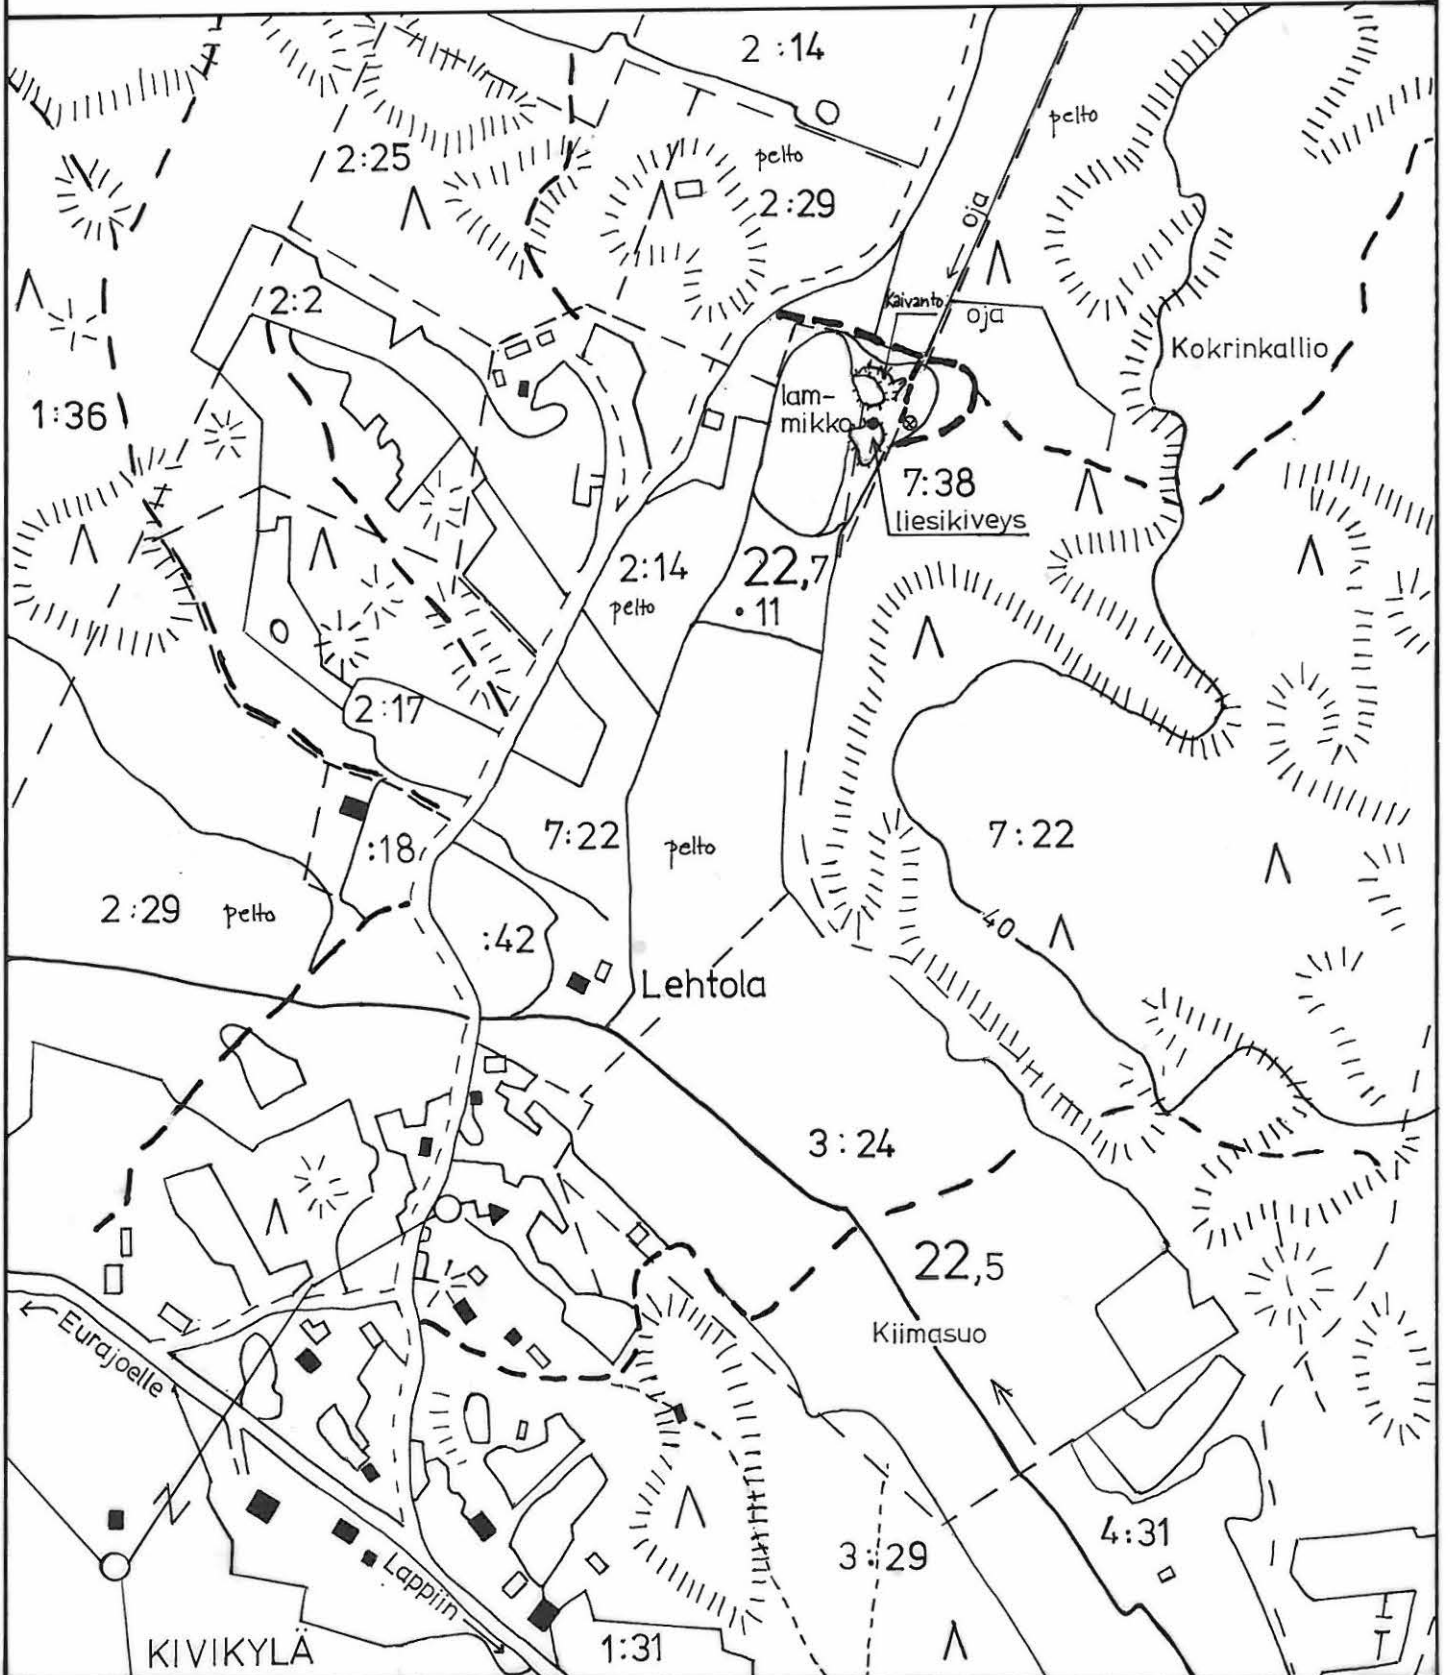 2:14
pelto
2:25
pelto
2:29
oja
2:2
Kaivanto
oja
Kokrinkallio
1:36
lam-
mikko
7:38
liesikiveys
2:14
pelto
22,7
11
2:17
:18
7:22
pelto
7:22
2:29
pelto
:42
40
Lehtola
3:24
22,5
Kiimasuo
Eurajoelle
4:31
3:29
Lappiin
KIVIKYLÄ
1:31